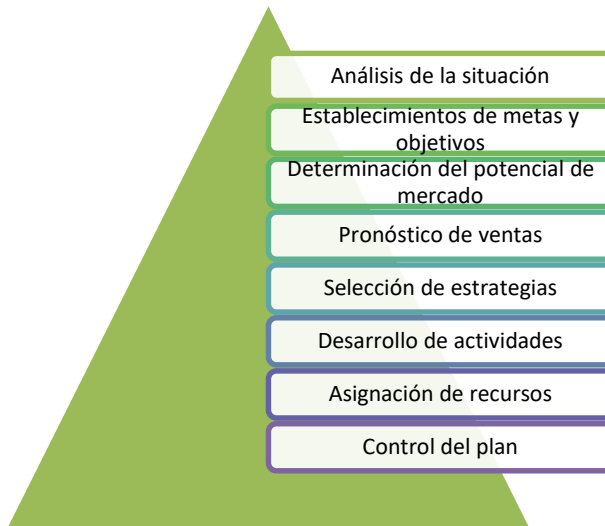 Análisis de la situación
Establecimientos de metas y
objetivos
Determinación del potencial de
mercado
Pronóstico de ventas
Selección de estrategias
Desarrollo de actividades
Asignación de recursos
Control del plan